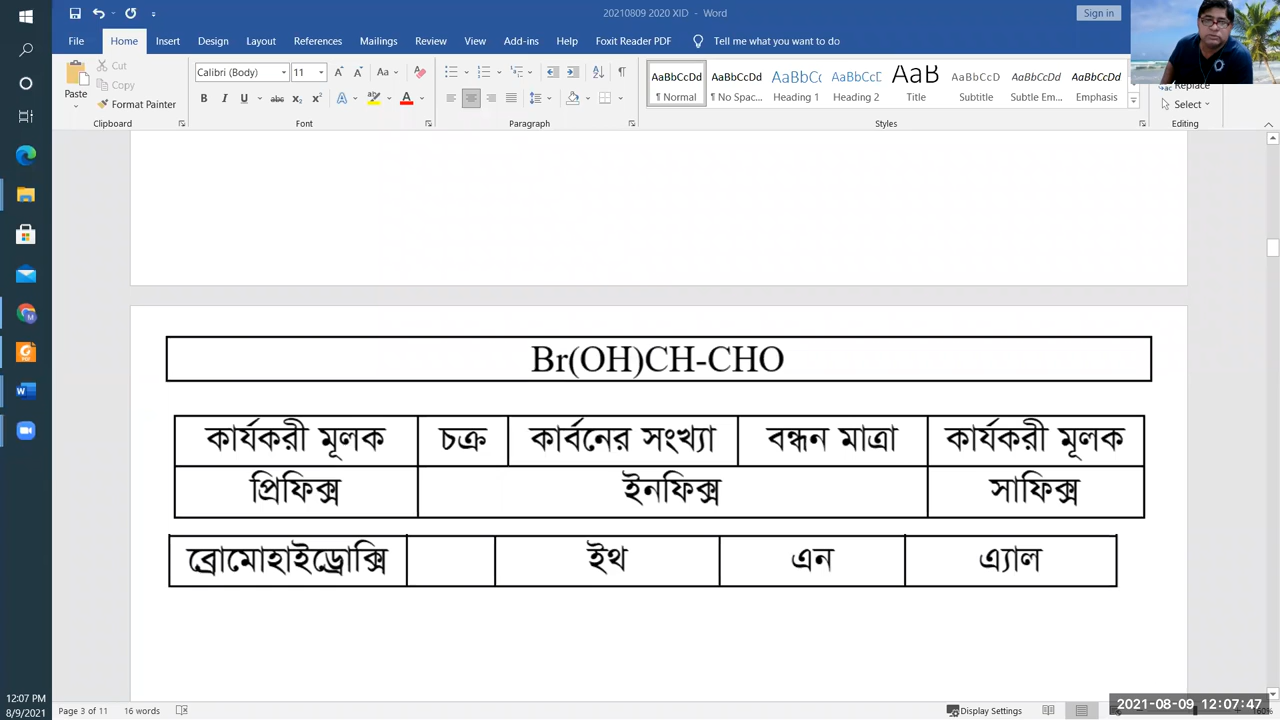 20210809 2020 XID - Word
Sign in
File Home Insert Design Layout References Mailings Review View Add-ins Help Foxit Reader PDF Tell me what you want to do
Cut
Copy
Paste
Format Painter
Calibri (Body) 11
AaBbCcDd AaBbCcDd AaBbCc AaBbCcC AaB AaBbCcD AaBbCcDd AaBbCcDd
¶ Normal ¶ No Spac... Heading 1 Heading 2 Title Subtitle Subtle Em... Emphasis
Replace
Select
Clipboard Font Paragraph Styles Editing
Br(OH)CH-CHO
কার্যকরী মূলক চক্র কার্বনের সংখ্যা বন্ধন মাত্রা কার্যকরী মূলক
প্রিফিক্স ইনফিক্স সাফিক্স
ব্রোমোহাইড্রোক্সি ইথ এন এ্যাল
12:07 PM
8/9/2021
Page 3 of 11 16 words Display Settings 160%
2021-08-09 12:07:47